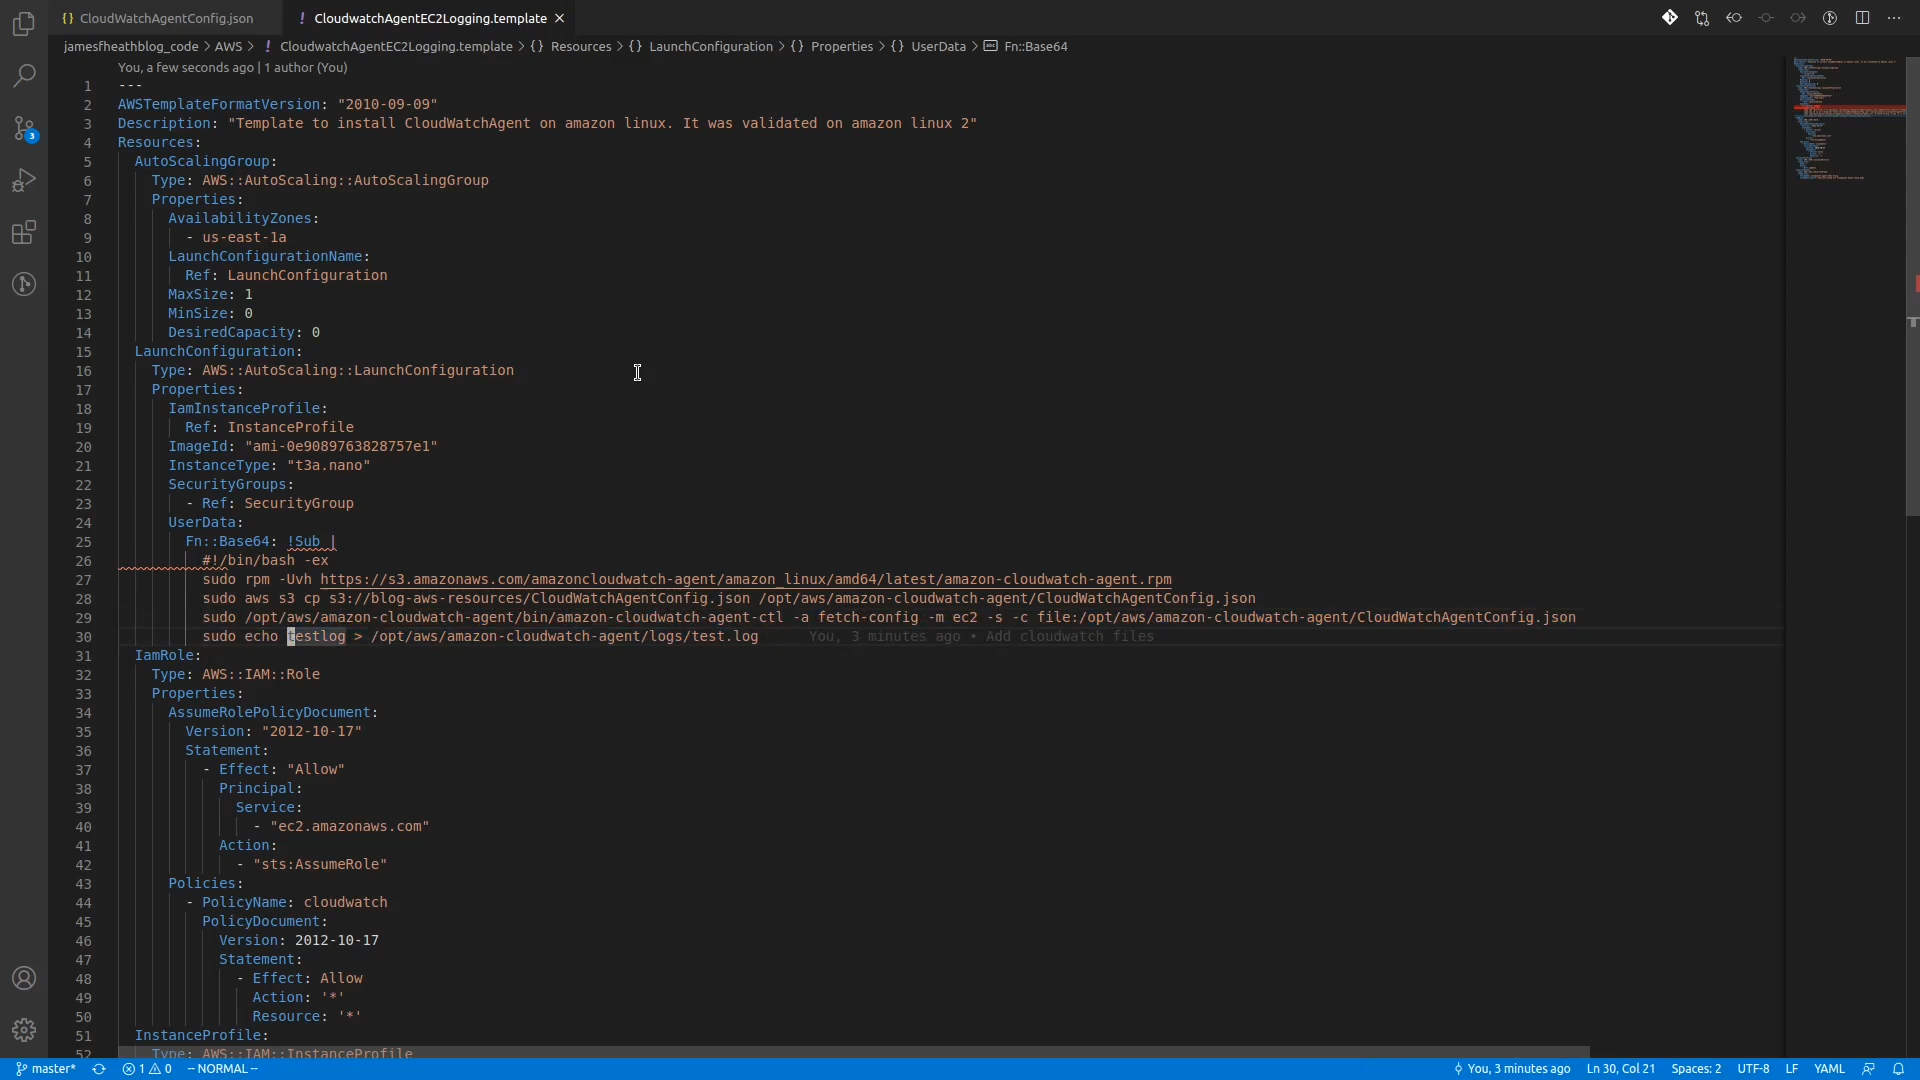 {} CloudWatchAgentConfig.json ! CloudwatchAgentEC2Logging.template ×
jamesfheathblog_code > AWS > ! CloudwatchAgentEC2Logging.template > {} Resources > {} LaunchConfiguration > {} Properties > {} UserData > Fn::Base64
You, a few seconds ago | 1 author (You)
1 ---
2 AWSTemplateFormatVersion: "2010-09-09"
3 Description: "Template to install CloudWatchAgent on amazon linux. It was validated on amazon linux 2"
4 Resources:
5 AutoScalingGroup:
6 Type: AWS::AutoScaling::AutoScalingGroup
7 Properties:
8 AvailabilityZones:
9 - us-east-1a
10 LaunchConfigurationName:
11 Ref: LaunchConfiguration
12 MaxSize: 1
13 MinSize: 0
14 DesiredCapacity: 0
15 LaunchConfiguration:
16 Type: AWS::AutoScaling::LaunchConfiguration
17 Properties:
18 IamInstanceProfile:
19 Ref: InstanceProfile
20 ImageId: "ami-0e9089763828757e1"
21 InstanceType: "t3a.nano"
22 SecurityGroups:
23 - Ref: SecurityGroup
24 UserData:
25 Fn::Base64: !Sub |
26 #!/bin/bash -ex
27 sudo rpm -Uvh https://s3.amazonaws.com/amazoncloudwatch-agent/amazon_linux/amd64/latest/amazon-cloudwatch-agent.rpm
28 sudo aws s3 cp s3://blog-aws-resources/CloudWatchAgentConfig.json /opt/aws/amazon-cloudwatch-agent/CloudWatchAgentConfig.json
29 sudo /opt/aws/amazon-cloudwatch-agent/bin/amazon-cloudwatch-agent-ctl -a fetch-config -m ec2 -s -c file:/opt/aws/amazon-cloudwatch-agent/CloudWatchAgentConfig.json
30 sudo echo testlog > /opt/aws/amazon-cloudwatch-agent/logs/test.log You, 3 minutes ago • Add cloudwatch files
31 IamRole:
32 Type: AWS::IAM::Role
33 Properties:
34 AssumeRolePolicyDocument:
35 Version: "2012-10-17"
36 Statement:
37 - Effect: "Allow"
38 Principal:
39 Service:
40 - "ec2.amazonaws.com"
41 Action:
42 - "sts:AssumeRole"
43 Policies:
44 - PolicyName: cloudwatch
45 PolicyDocument:
46 Version: 2012-10-17
47 Statement:
48 - Effect: Allow
49 Action: '*'
50 Resource: '*'
51 InstanceProfile:
52 Type: AWS::IAM::InstanceProfile
3
master* 1 0 -- NORMAL -- You, 3 minutes ago Ln 30, Col 21 Spaces: 2 UTF-8 LF YAML